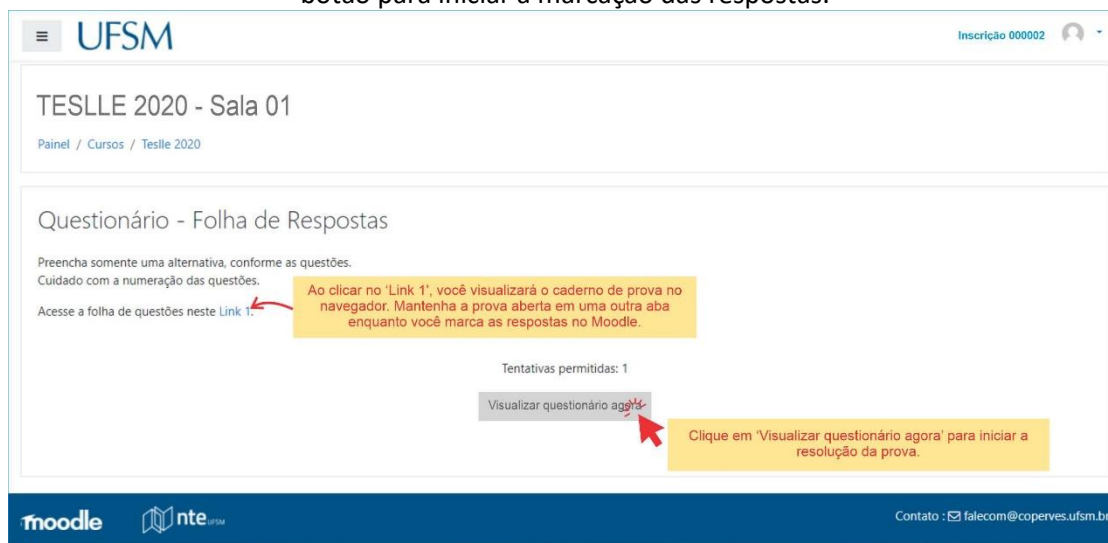 botão para iniciar a marcação das respostas.
UFSM
Inscrição 000002
TESLLE 2020 - Sala 01
Painel / Cursos / Teslle 2020
Questionário - Folha de Respostas
Preencha somente uma alternativa, conforme as questões.
Cuidado com a numeração das questões.
Acesse a folha de questões neste Link 1.
Ao clicar no 'Link 1', você visualizará o caderno de prova no
navegador. Mantenha a prova aberta em uma outra aba
enquanto você marca as respostas no Moodle.
Tentativas permitidas: 1
Visualizar questionário agora
Clique em 'Visualizar questionário agora' para iniciar a
resolução da prova.
moodle
nte UFSM
Contato : falecom@coperves.ufsm.br